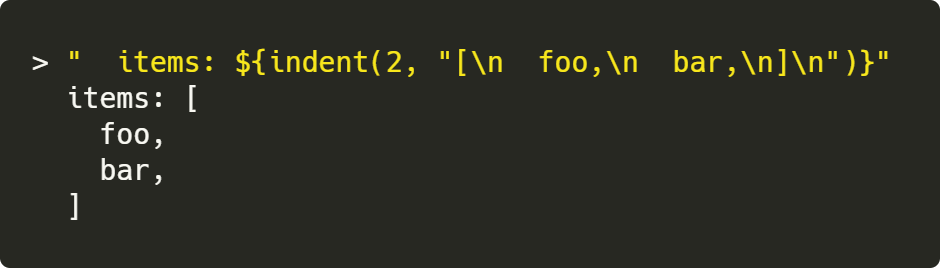 > "  items: ${indent(2, "[\n  foo,\n  bar,\n]\n")}"
  items: [
    foo,
    bar,
  ]